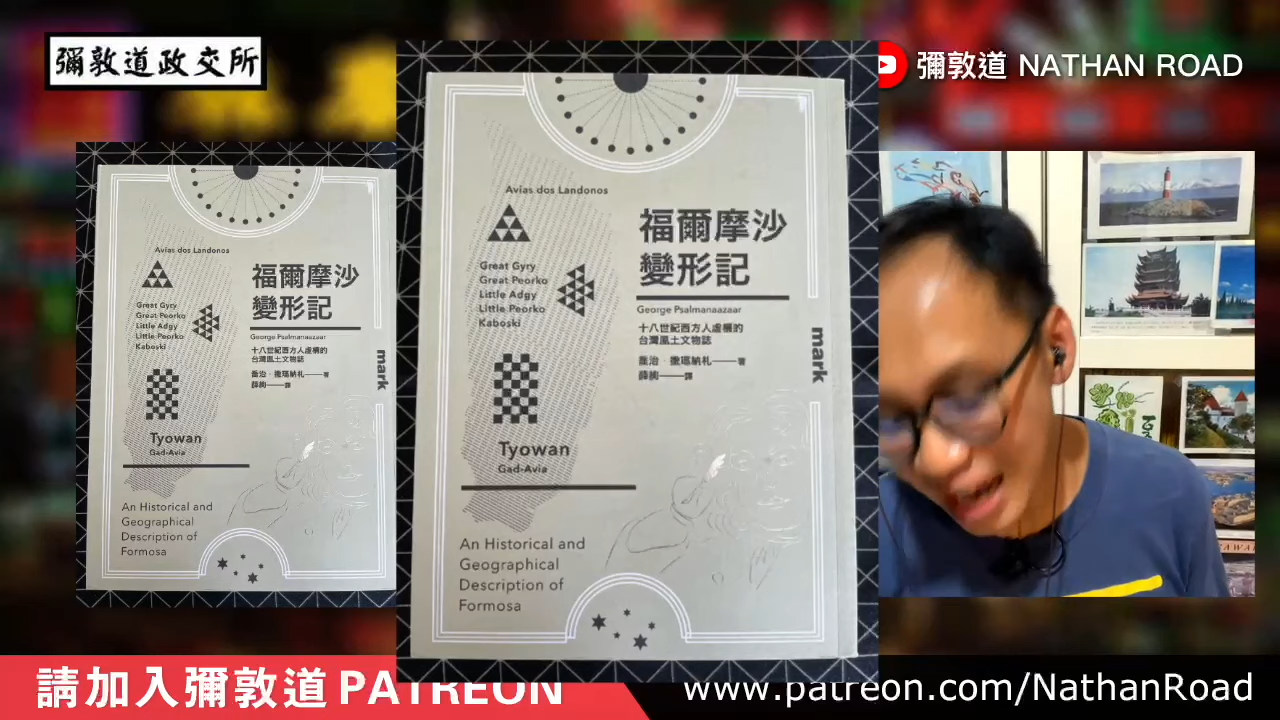 彌敦道政交所
彌敦道 NATHAN ROAD
Avias dos Landonos
Great Gyry
Great Peorko
Little Adgy
Little Peorko
Kaboski
Tyowan
Gad-Avia
An Historical and
Geographical
Description of
Formosa
福爾摩沙
變形記
George Psalmanaazaar
十八世紀西方人虛構的
台灣風土文物誌
喬治．撒瑪納札——著
薛絢——譯
mark
Avias dos Landonos
Great Gyry
Great Peorko
Little Adgy
Little Peorko
Kaboski
Tyowan
Gad-Avia
An Historical and
Geographical
Description of
Formosa
福爾摩沙
變形記
George Psalmanaazaar
十八世紀西方人虛構的
台灣風土文物誌
喬治．撒瑪納札——著
薛絢——譯
mark
請加入彌敦道PATREON
www.patreon.com/NathanRoad